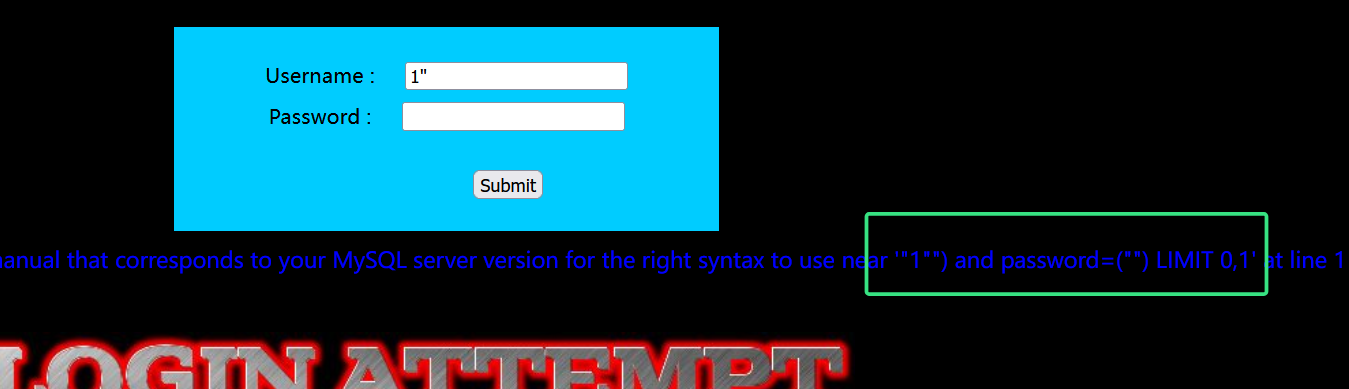 Username : 1"
Password :
Submit
manual that corresponds to your MySQL server version for the right syntax to use near '"1"") and password=("") LIMIT 0,1' at line 1
LOGIN ATTEMPT